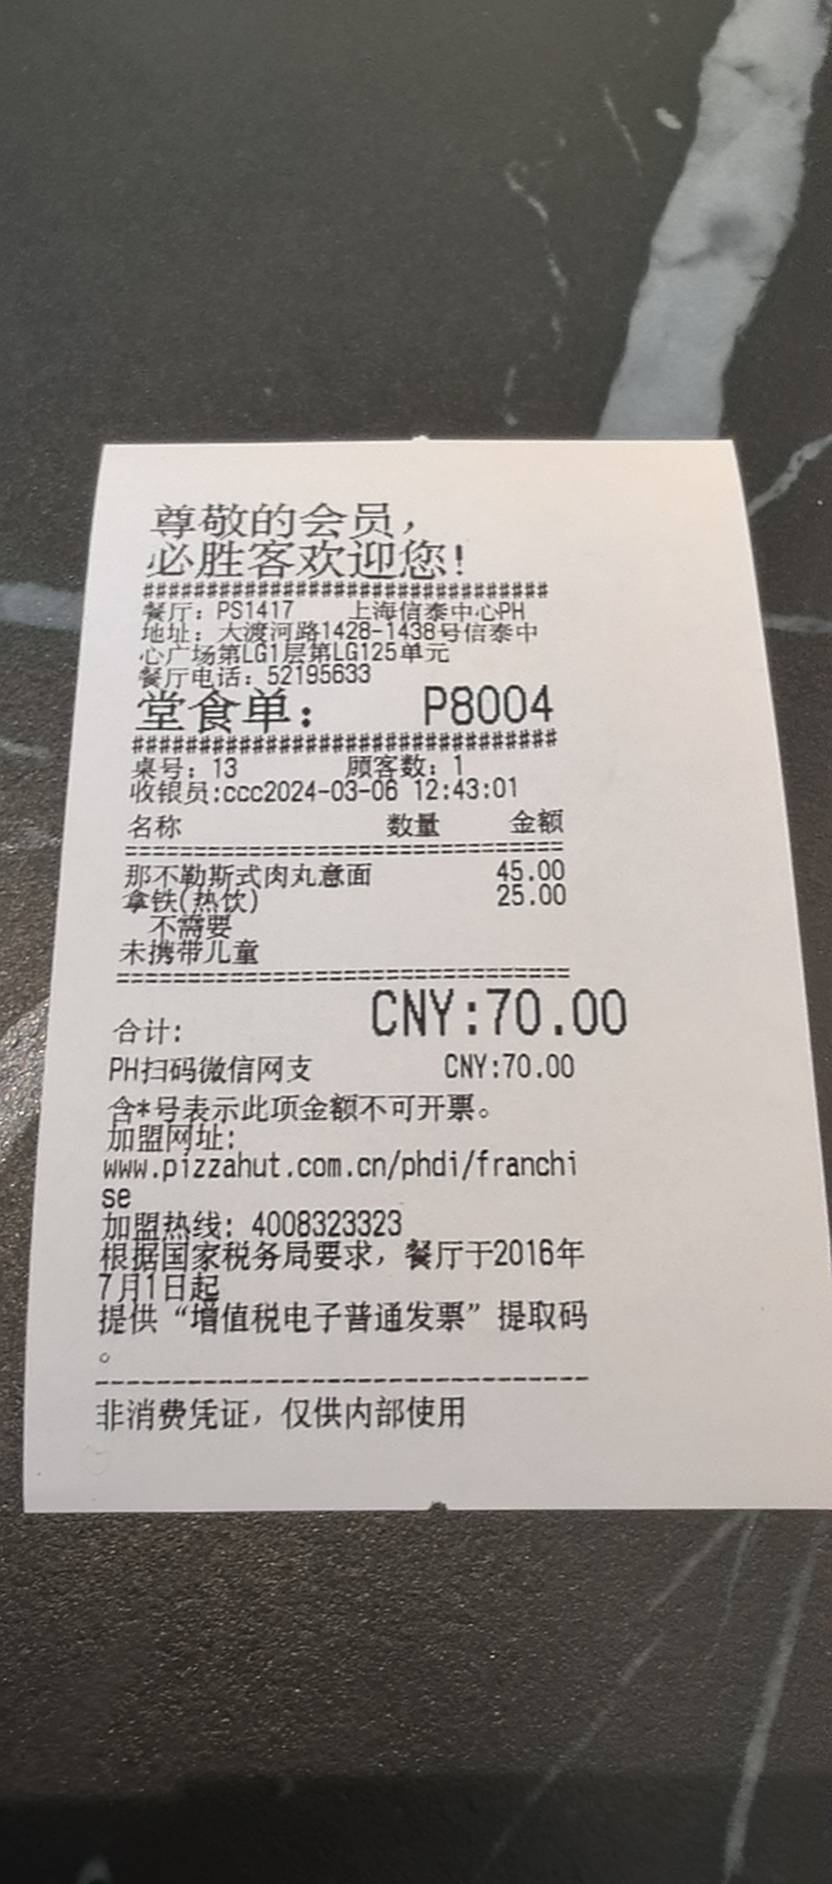 尊敬的会员，
必胜客欢迎您！
################################
餐厅：PS1417 上海信泰中心PH
地址：大渡河路1428-1438号信泰中
心广场第LG1层第LG125单元
餐厅电话：52195633
堂食单： P8004
################################
桌号：13 顾客数：1
收银员:ccc2024-03-06 12:43:01
名称 数量 金额
================================
那不勒斯式肉丸意面 45.00
拿铁(热饮) 25.00
不需要
未携带儿童
================================
合计: CNY:70.00
PH扫码微信网支 CNY:70.00
含*号表示此项金额不可开票。
加盟网址:
www.pizzahut.com.cn/phdi/franchi
se
加盟热线: 4008323323
根据国家税务局要求，餐厅于2016年
7月1日起
提供“增值税电子普通发票”提取码
。
--------------------------------
非消费凭证，仅供内部使用